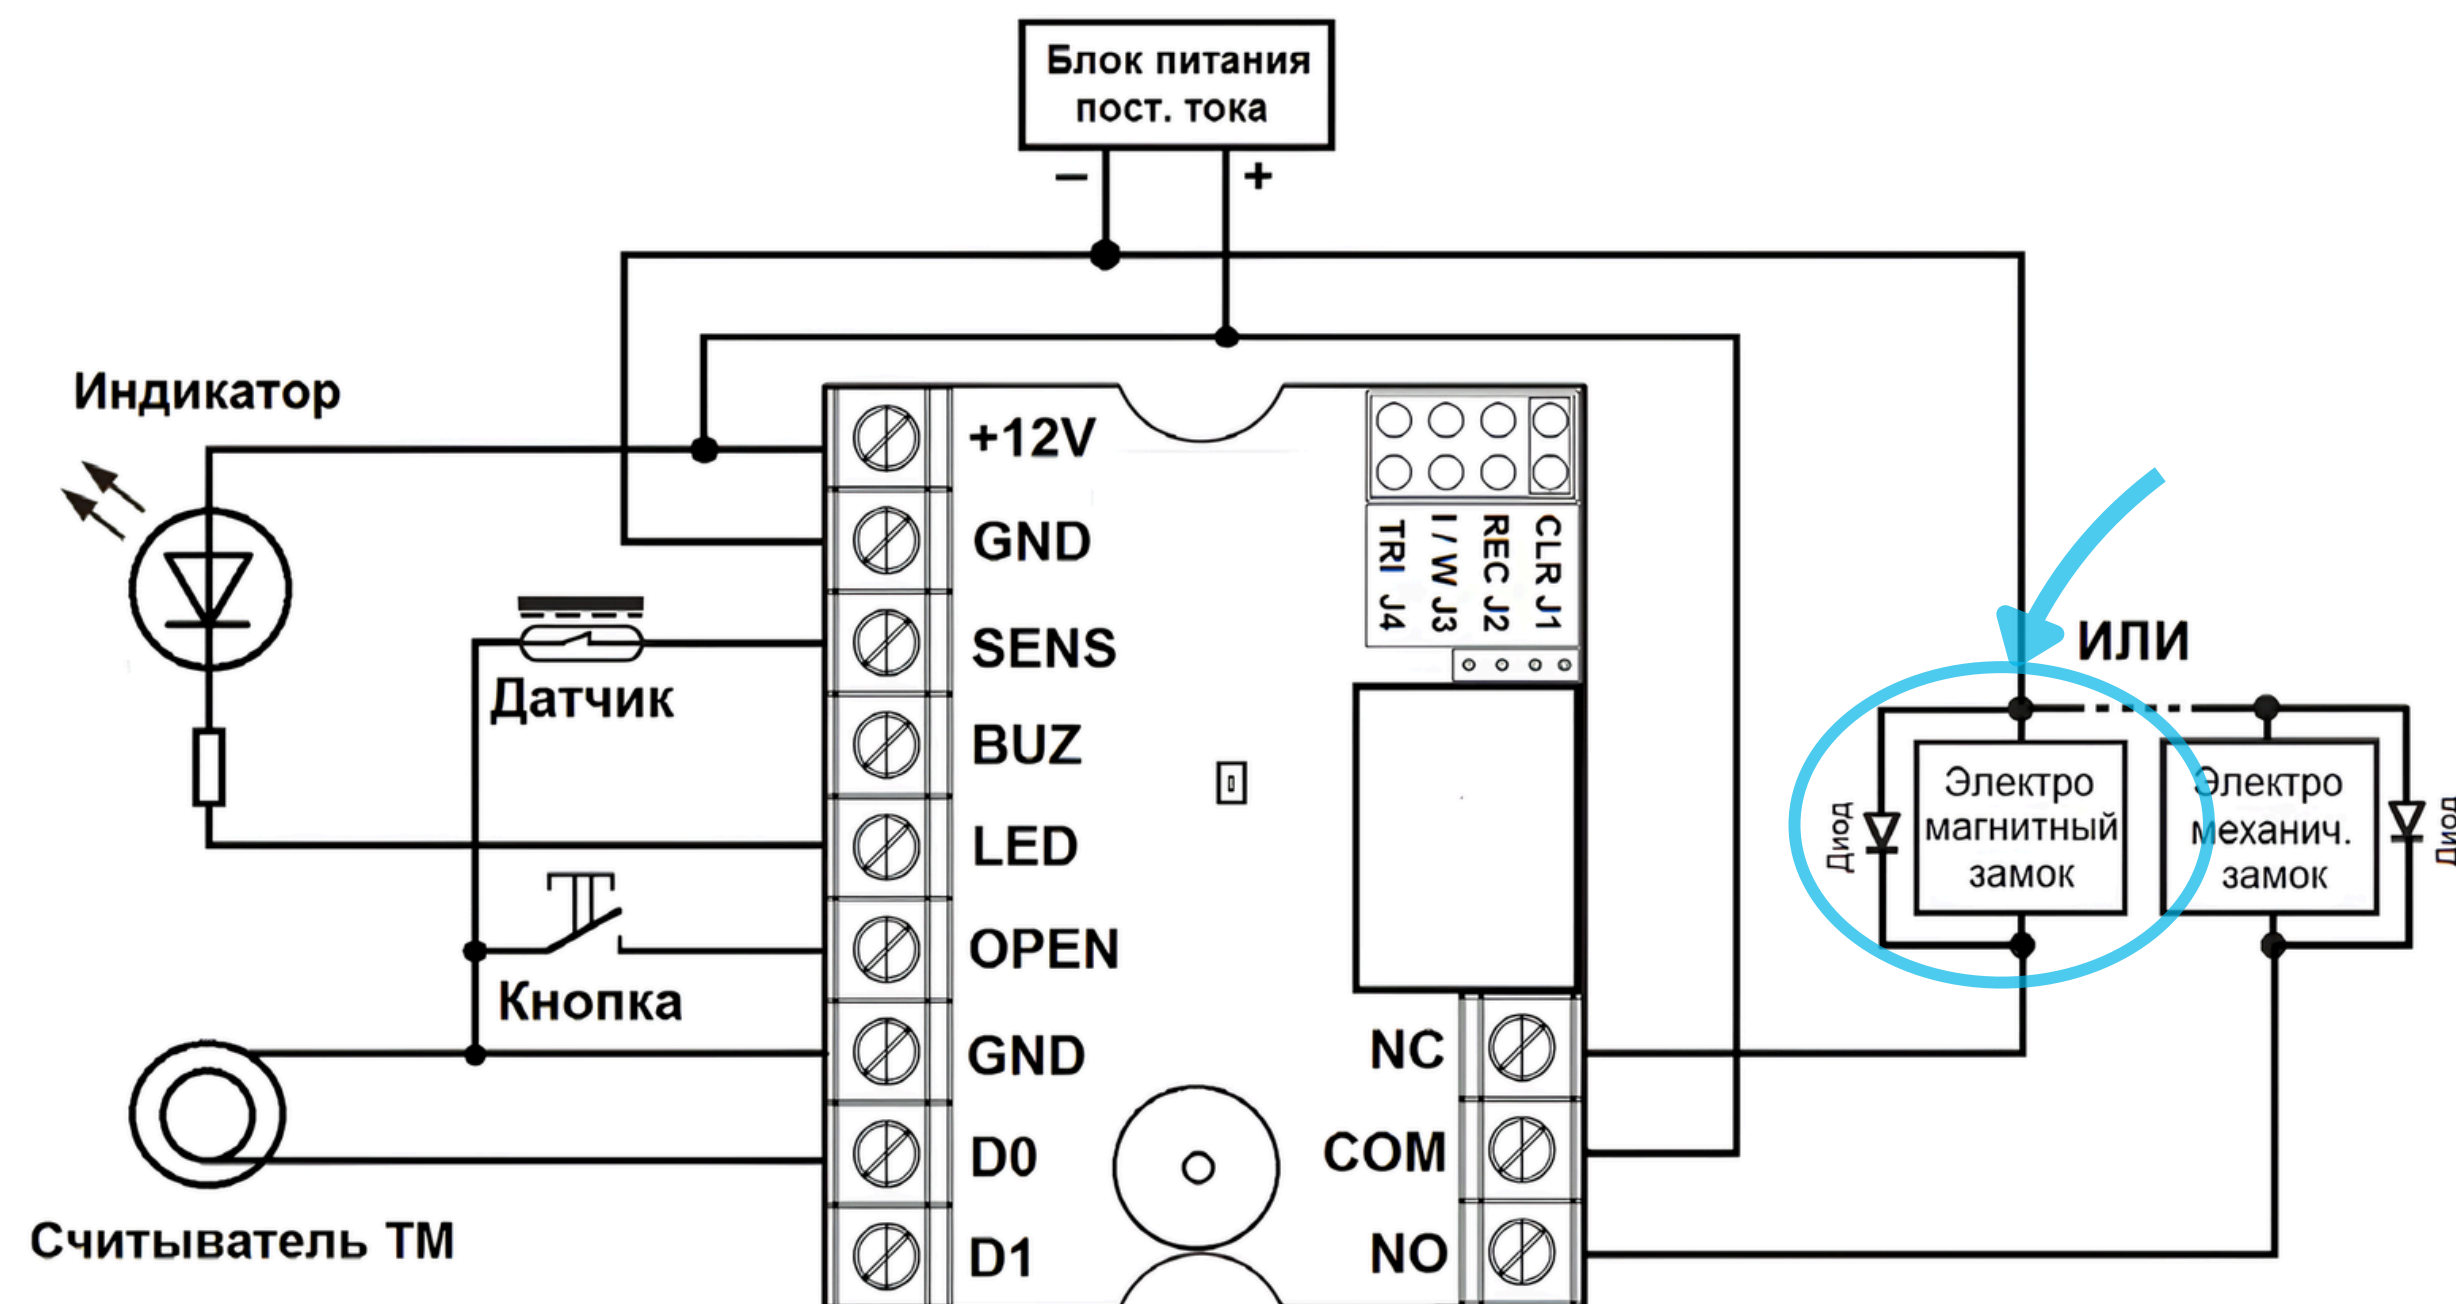 Блок питания
пост. тока
– +
Индикатор
+12V
GND
SENS
BUZ
LED
OPEN
GND
D0
D1
Датчик
Кнопка
Считыватель ТМ
TRI J4
I / W J3
REC J2
CLR J1
NC
COM
NO
ИЛИ
Диод
Электро
магнитный
замок
Электро
механич.
замок
Диод